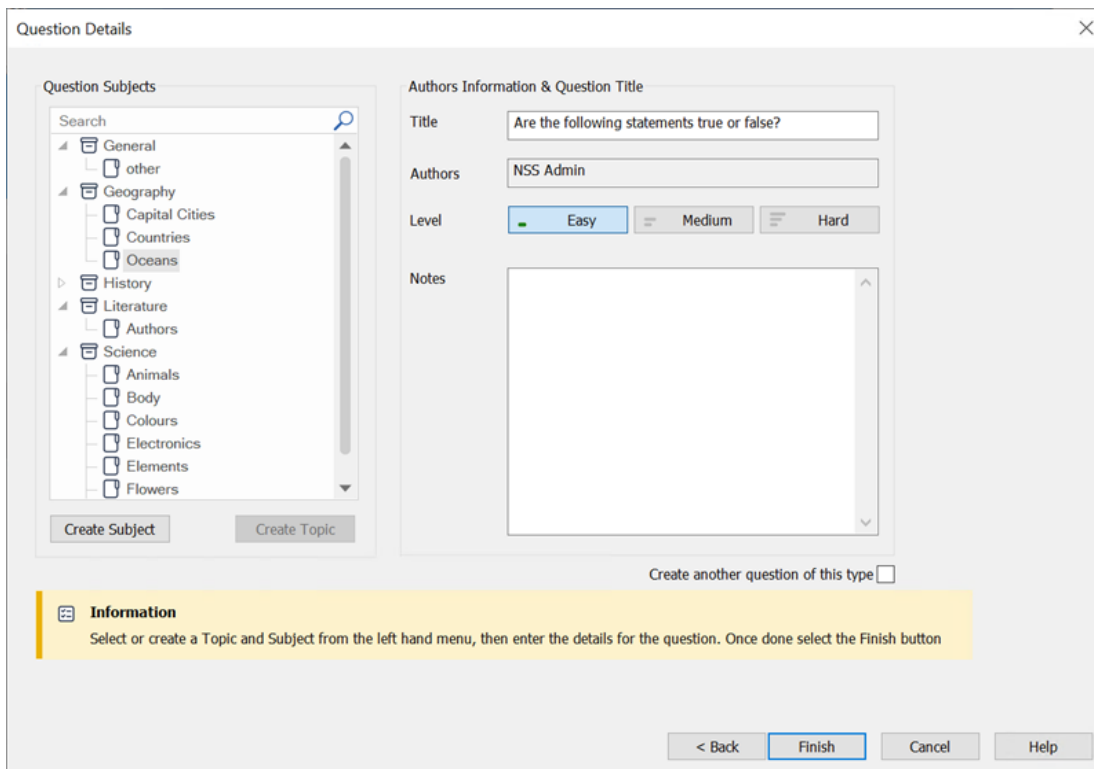 Question Details
Question Subjects
Search
General
other
Geography
Capital Cities
Countries
Oceans
History
Literature
Authors
Science
Animals
Body
Colours
Electronics
Elements
Flowers
Create Subject
Create Topic
Authors Information & Question Title
Title
Are the following statements true or false?
Authors
NSS Admin
Level
Easy
Medium
Hard
Notes
Create another question of this type
Information
Select or create a Topic and Subject from the left hand menu, then enter the details for the question. Once done select the Finish button
< Back
Finish
Cancel
Help